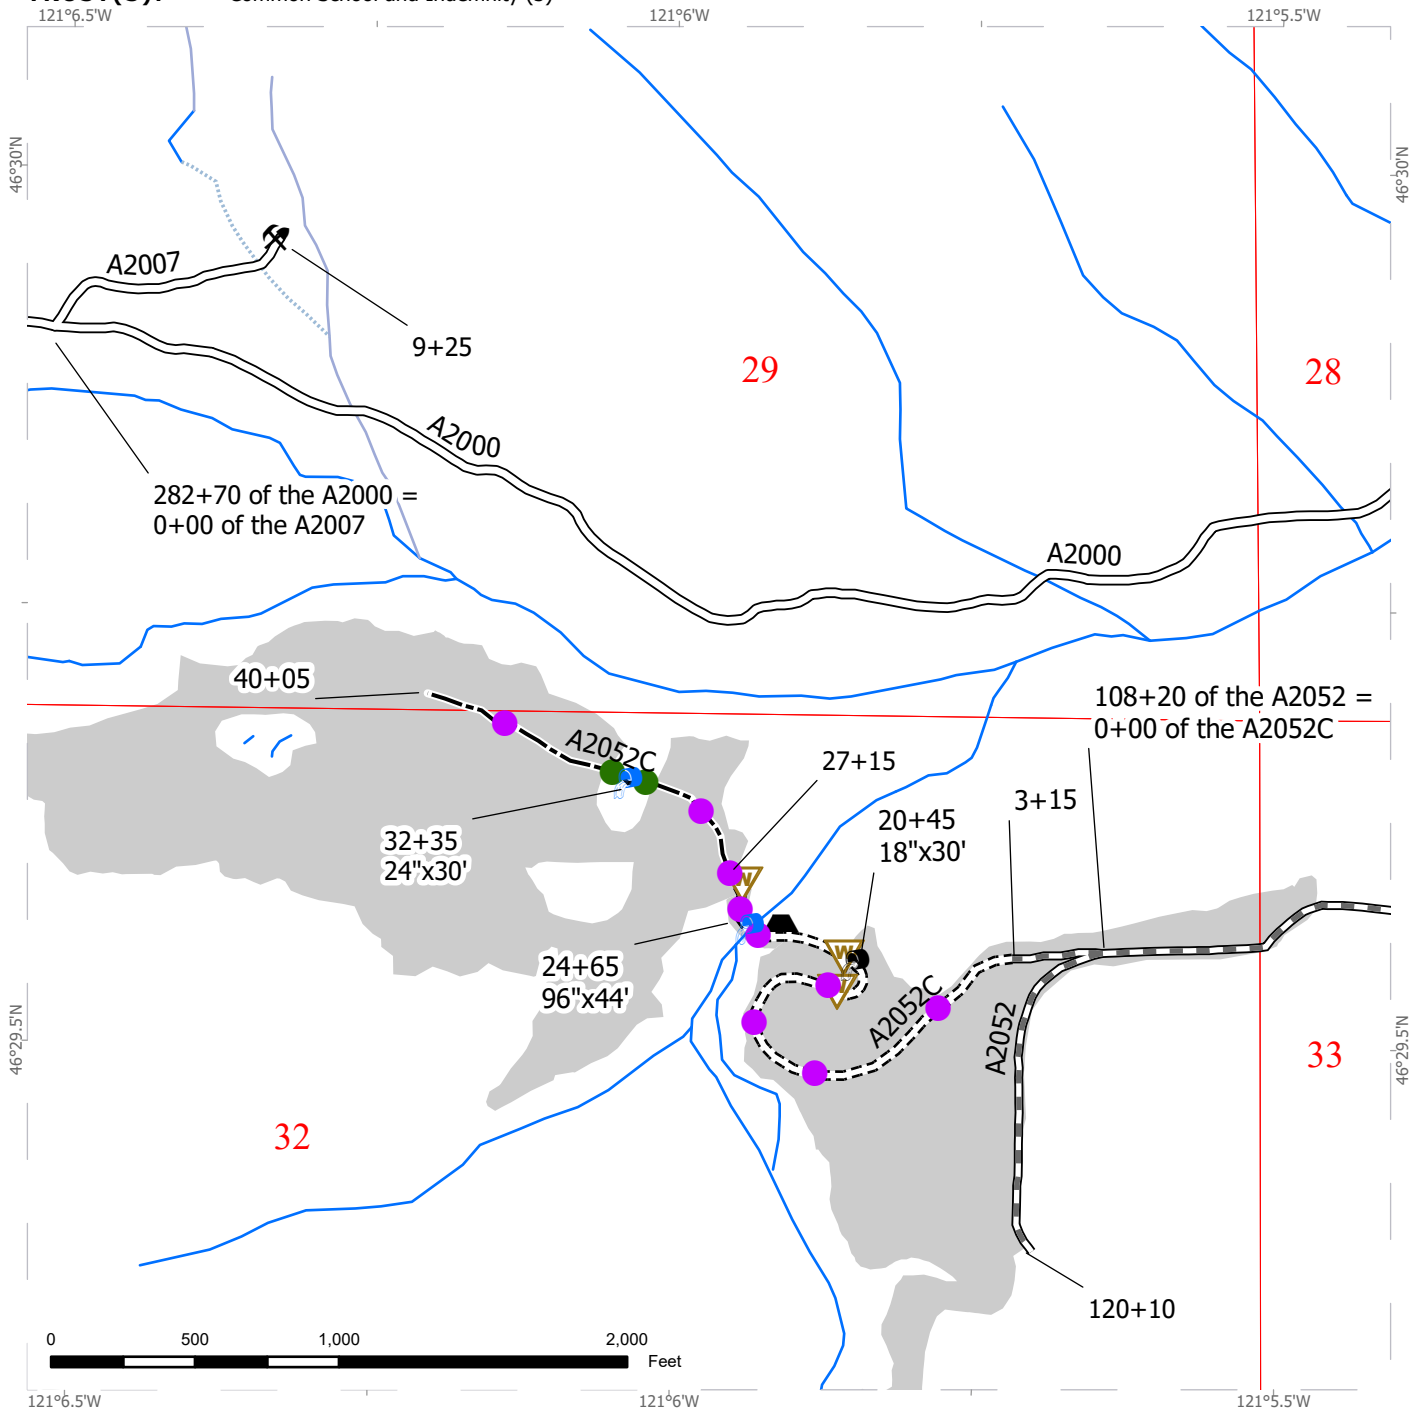 121°6.5'W
121°6'W
121°5.5'W
46°30'N
46°30'N
A2007
9+25
29
28
A2000
282+70 of the A2000 =
0+00 of the A2007
A2000
40+05
108+20 of the A2052 =
0+00 of the A2052C
A2052C
27+15
3+15
20+45
18"x30'
32+35
24"x30'
W
W
24+65
96"x44'
A2052C
A2052
46°29.5'N
46°29.5'N
33
32
120+10
0
500
1,000
2,000
Feet
121°6.5'W
121°6'W
121°5.5'W